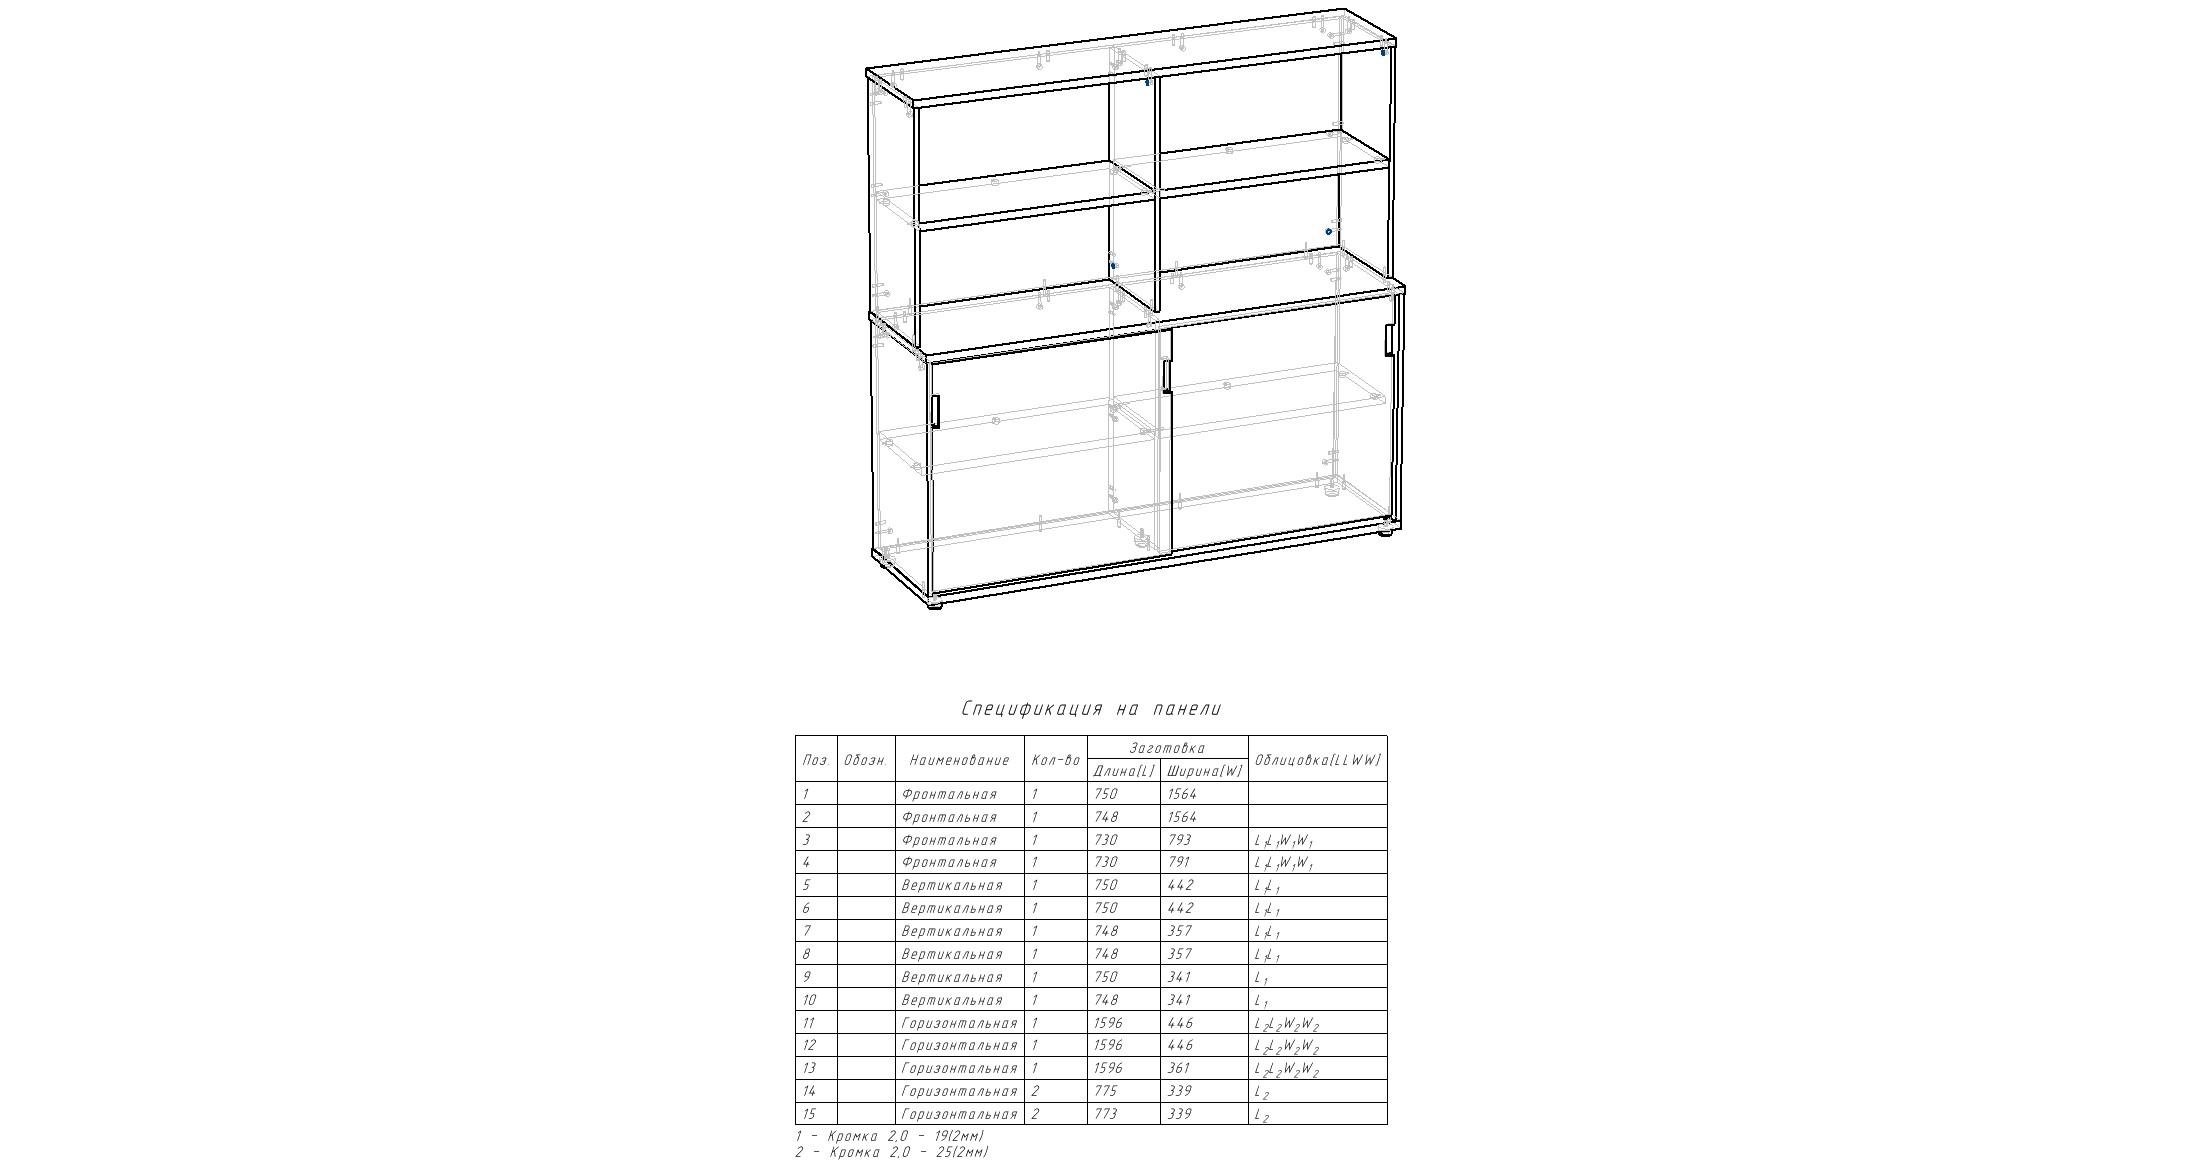 Спецификация на панели
Поз. Обозн. Наименование Кол-во Заготовка Облицовка[LLWW]
Длина[L] Ширина[W]
1 Фронтальная 1 750 1564
2 Фронтальная 1 748 1564
3 Фронтальная 1 730 793 L1L1W1W1
4 Фронтальная 1 730 791 L1L1W1W1
5 Вертикальная 1 750 442 L1L1
6 Вертикальная 1 750 442 L1L1
7 Вертикальная 1 748 357 L1L1
8 Вертикальная 1 748 357 L1L1
9 Вертикальная 1 750 341 L1
10 Вертикальная 1 748 341 L1
11 Горизонтальная 1 1596 446 L2L2W2W2
12 Горизонтальная 1 1596 446 L2L2W2W2
13 Горизонтальная 1 1596 361 L2L2W2W2
14 Горизонтальная 2 775 339 L2
15 Горизонтальная 2 773 339 L2
1 - Кромка 2,0 - 19(2мм)
2 - Кромка 2,0 - 25(2мм)